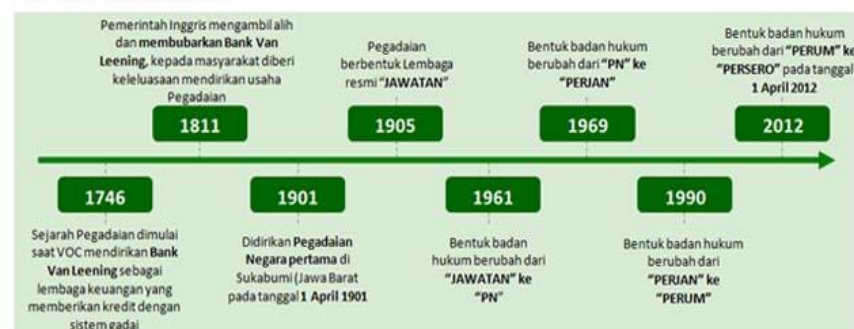 Pemerintah Inggris mengambil alih
dan membubarkan Bank Van
Leening, kepada masyarakat diberi
keleluasaan mendirikan usaha
Pegadaian
1811
Pegadaian
berbentuk Lembaga
resmi "JAWATAN"
1905
Bentuk badan hukum
berubah dari "PN" ke
"PERJAN"
1969
Bentuk badan hukum
berubah dari "PERUM" ke
"PERSERO" pada tanggal
1 April 2012
2012
1746
Sejarah Pegadaian dimulai
saat VOC mendirikan Bank
Van Leening sebagai
lembaga keuangan yang
memberikan kredit dengan
sistem gadai
1901
Didirikan Pegadaian
Negara pertama di
Sukabumi (Jawa Barat
pada tanggal 1 April 1901
1961
Bentuk badan
hukum berubah dari
"JAWATAN" ke
"PN"
1990
Bentuk badan hukum
berubah dari
"PERJAN" ke
"PERUM"